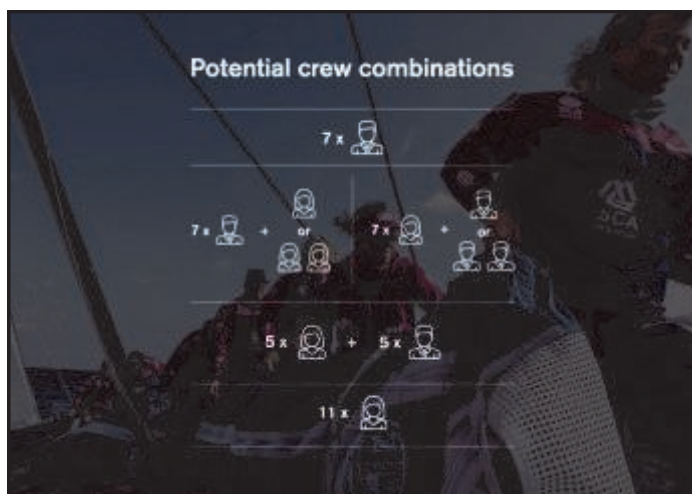 Potential crew combinations
7 x
7 x + or
7 x + or
5 x + 5 x
11 x